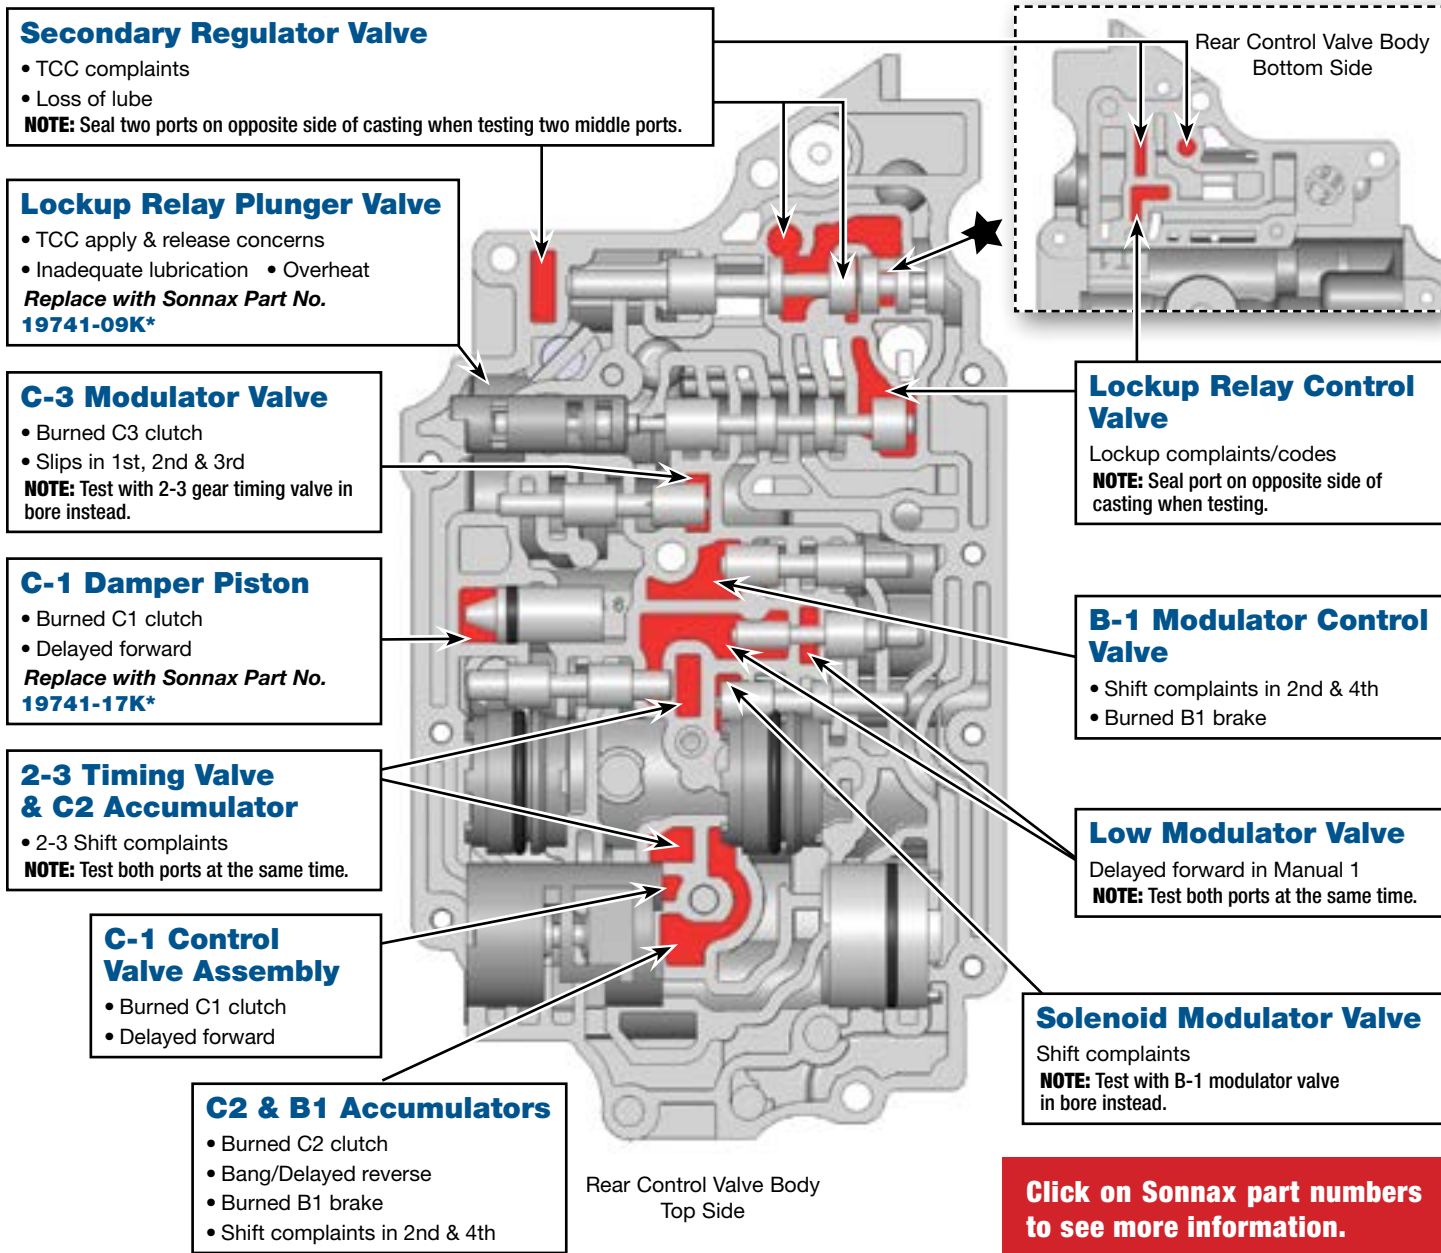 Secondary Regulator Valve
• TCC complaints
• Loss of lube
NOTE: Seal two ports on opposite side of casting when testing two middle ports.
Rear Control Valve Body
Bottom Side
Lockup Relay Plunger Valve
• TCC apply & release concerns
• Inadequate lubrication • Overheat
Replace with Sonnax Part No.
19741-09K*
C-3 Modulator Valve
• Burned C3 clutch
• Slips in 1st, 2nd & 3rd
NOTE: Test with 2-3 gear timing valve in
bore instead.
C-1 Damper Piston
• Burned C1 clutch
• Delayed forward
Replace with Sonnax Part No.
19741-17K*
2-3 Timing Valve
& C2 Accumulator
• 2-3 Shift complaints
NOTE: Test both ports at the same time.
C-1 Control
Valve Assembly
• Burned C1 clutch
• Delayed forward
C2 & B1 Accumulators
• Burned C2 clutch
• Bang/Delayed reverse
• Burned B1 brake
• Shift complaints in 2nd & 4th
Rear Control Valve Body
Top Side
Lockup Relay Control
Valve
Lockup complaints/codes
NOTE: Seal port on opposite side of
casting when testing.
B-1 Modulator Control
Valve
• Shift complaints in 2nd & 4th
• Burned B1 brake
Low Modulator Valve
Delayed forward in Manual 1
NOTE: Test both ports at the same time.
Solenoid Modulator Valve
Shift complaints
NOTE: Test with B-1 modulator valve
in bore instead.
Click on Sonnax part numbers
to see more information.